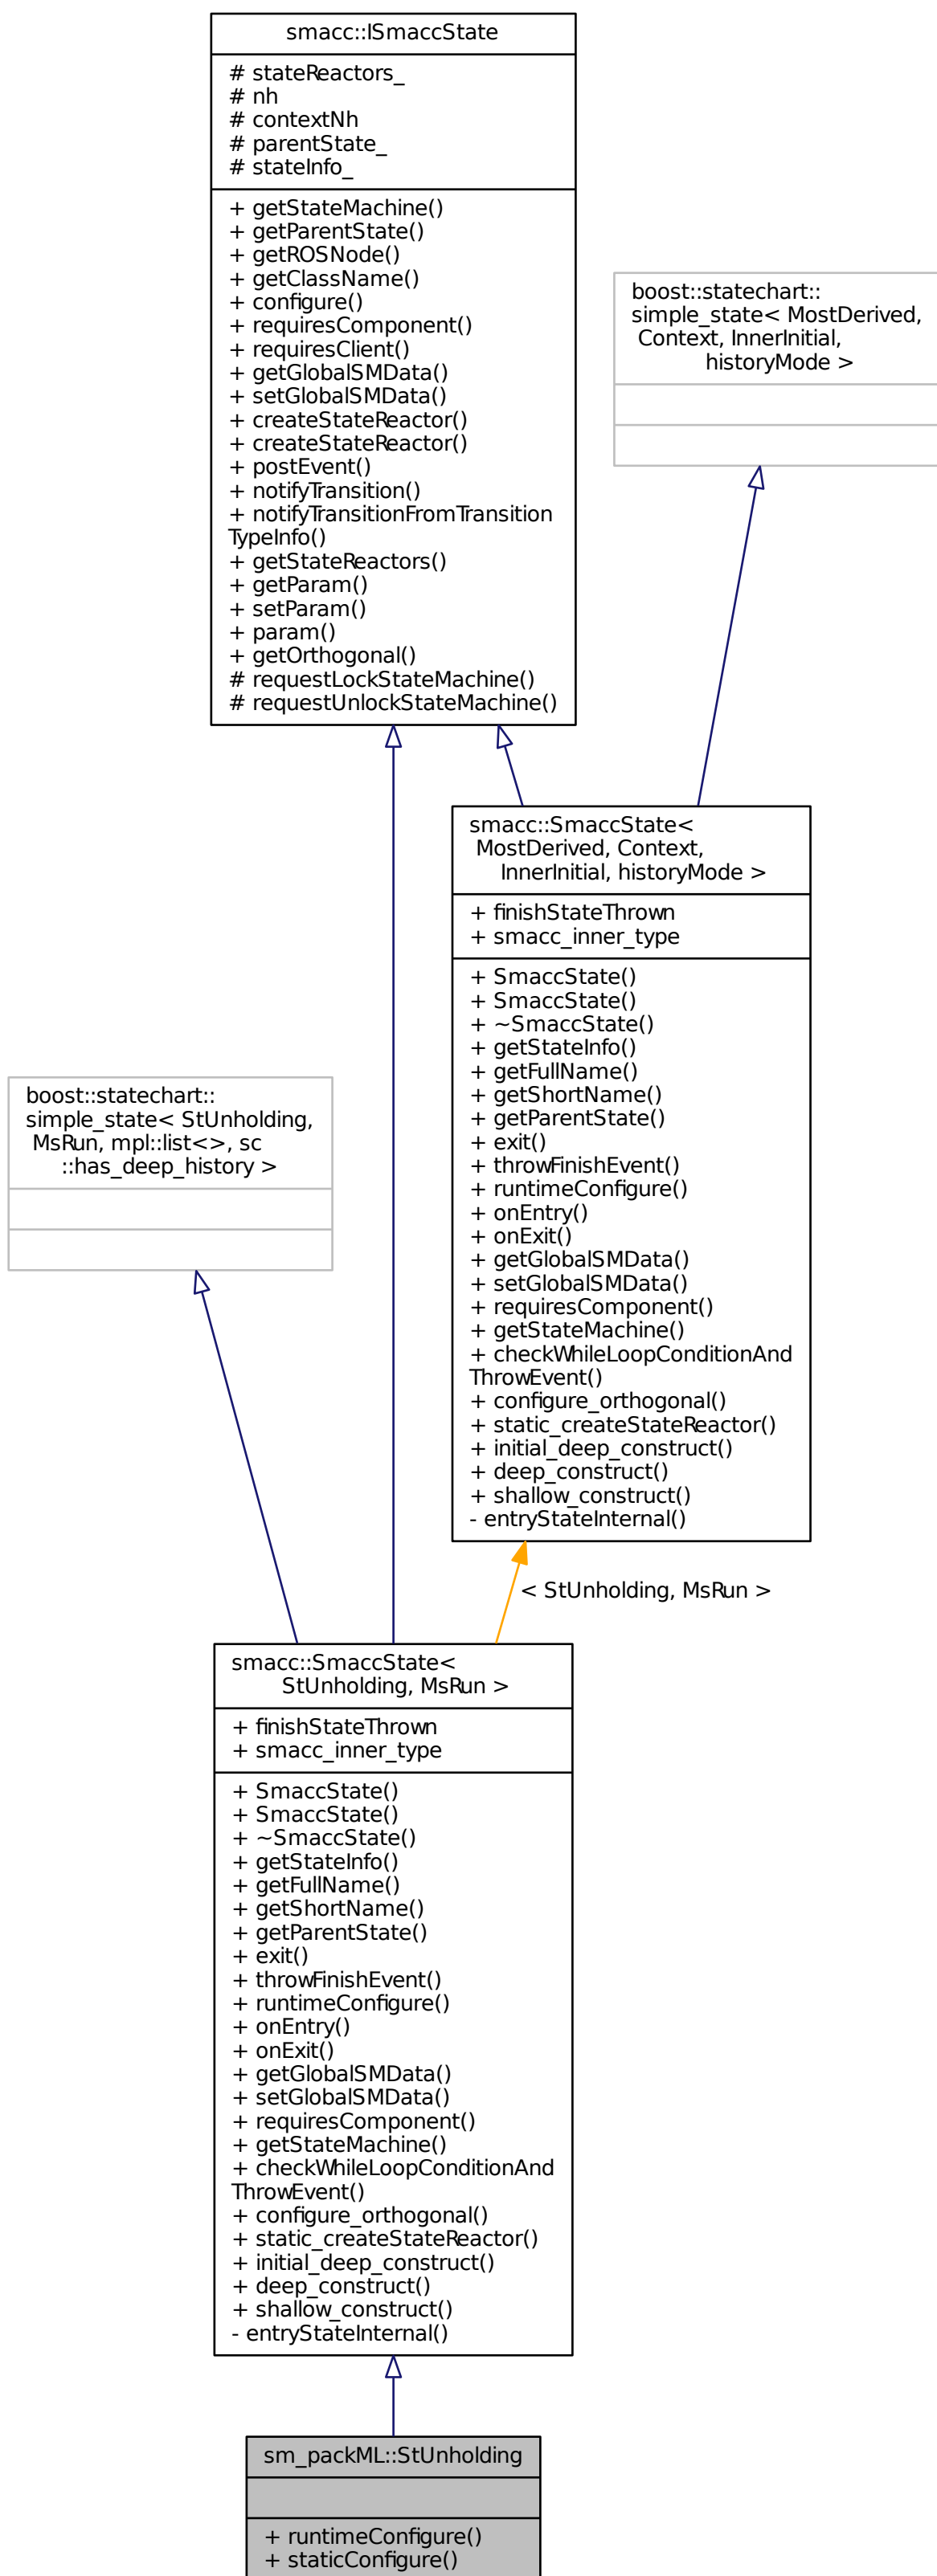 smacc::ISmaccState
# stateReactors_
# nh
# contextNh
# parentState_
# stateInfo_
+ getStateMachine()
+ getParentState()
+ getROSNode()
+ getClassName()
+ configure()
+ requiresComponent()
+ requiresClient()
+ getGlobalSMData()
+ setGlobalSMData()
+ createStateReactor()
+ createStateReactor()
+ postEvent()
+ notifyTransition()
+ notifyTransitionFromTransition
TypeInfo()
+ getStateReactors()
+ getParam()
+ setParam()
+ param()
+ getOrthogonal()
# requestLockStateMachine()
# requestUnlockStateMachine()
boost::statechart::
simple_state< MostDerived,
Context, InnerInitial,
historyMode >
smacc::SmaccState<
MostDerived, Context,
InnerInitial, historyMode >
+ finishStateThrown
+ smacc_inner_type
+ SmaccState()
+ SmaccState()
+ ~SmaccState()
+ getStateInfo()
+ getFullName()
+ getShortName()
+ getParentState()
+ exit()
+ throwFinishEvent()
+ runtimeConfigure()
+ onEntry()
+ onExit()
+ getGlobalSMData()
+ setGlobalSMData()
+ requiresComponent()
+ getStateMachine()
+ checkWhileLoopConditionAnd
ThrowEvent()
+ configure_orthogonal()
+ static_createStateReactor()
+ initial_deep_construct()
+ deep_construct()
+ shallow_construct()
- entryStateInternal()
boost::statechart::
simple_state< StUnholding,
MsRun, mpl::list<>, sc
::has_deep_history >
< StUnholding, MsRun >
smacc::SmaccState<
StUnholding, MsRun >
+ finishStateThrown
+ smacc_inner_type
+ SmaccState()
+ SmaccState()
+ ~SmaccState()
+ getStateInfo()
+ getFullName()
+ getShortName()
+ getParentState()
+ exit()
+ throwFinishEvent()
+ runtimeConfigure()
+ onEntry()
+ onExit()
+ getGlobalSMData()
+ setGlobalSMData()
+ requiresComponent()
+ getStateMachine()
+ checkWhileLoopConditionAnd
ThrowEvent()
+ configure_orthogonal()
+ static_createStateReactor()
+ initial_deep_construct()
+ deep_construct()
+ shallow_construct()
- entryStateInternal()
sm_packML::StUnholding
+ runtimeConfigure()
+ staticConfigure()